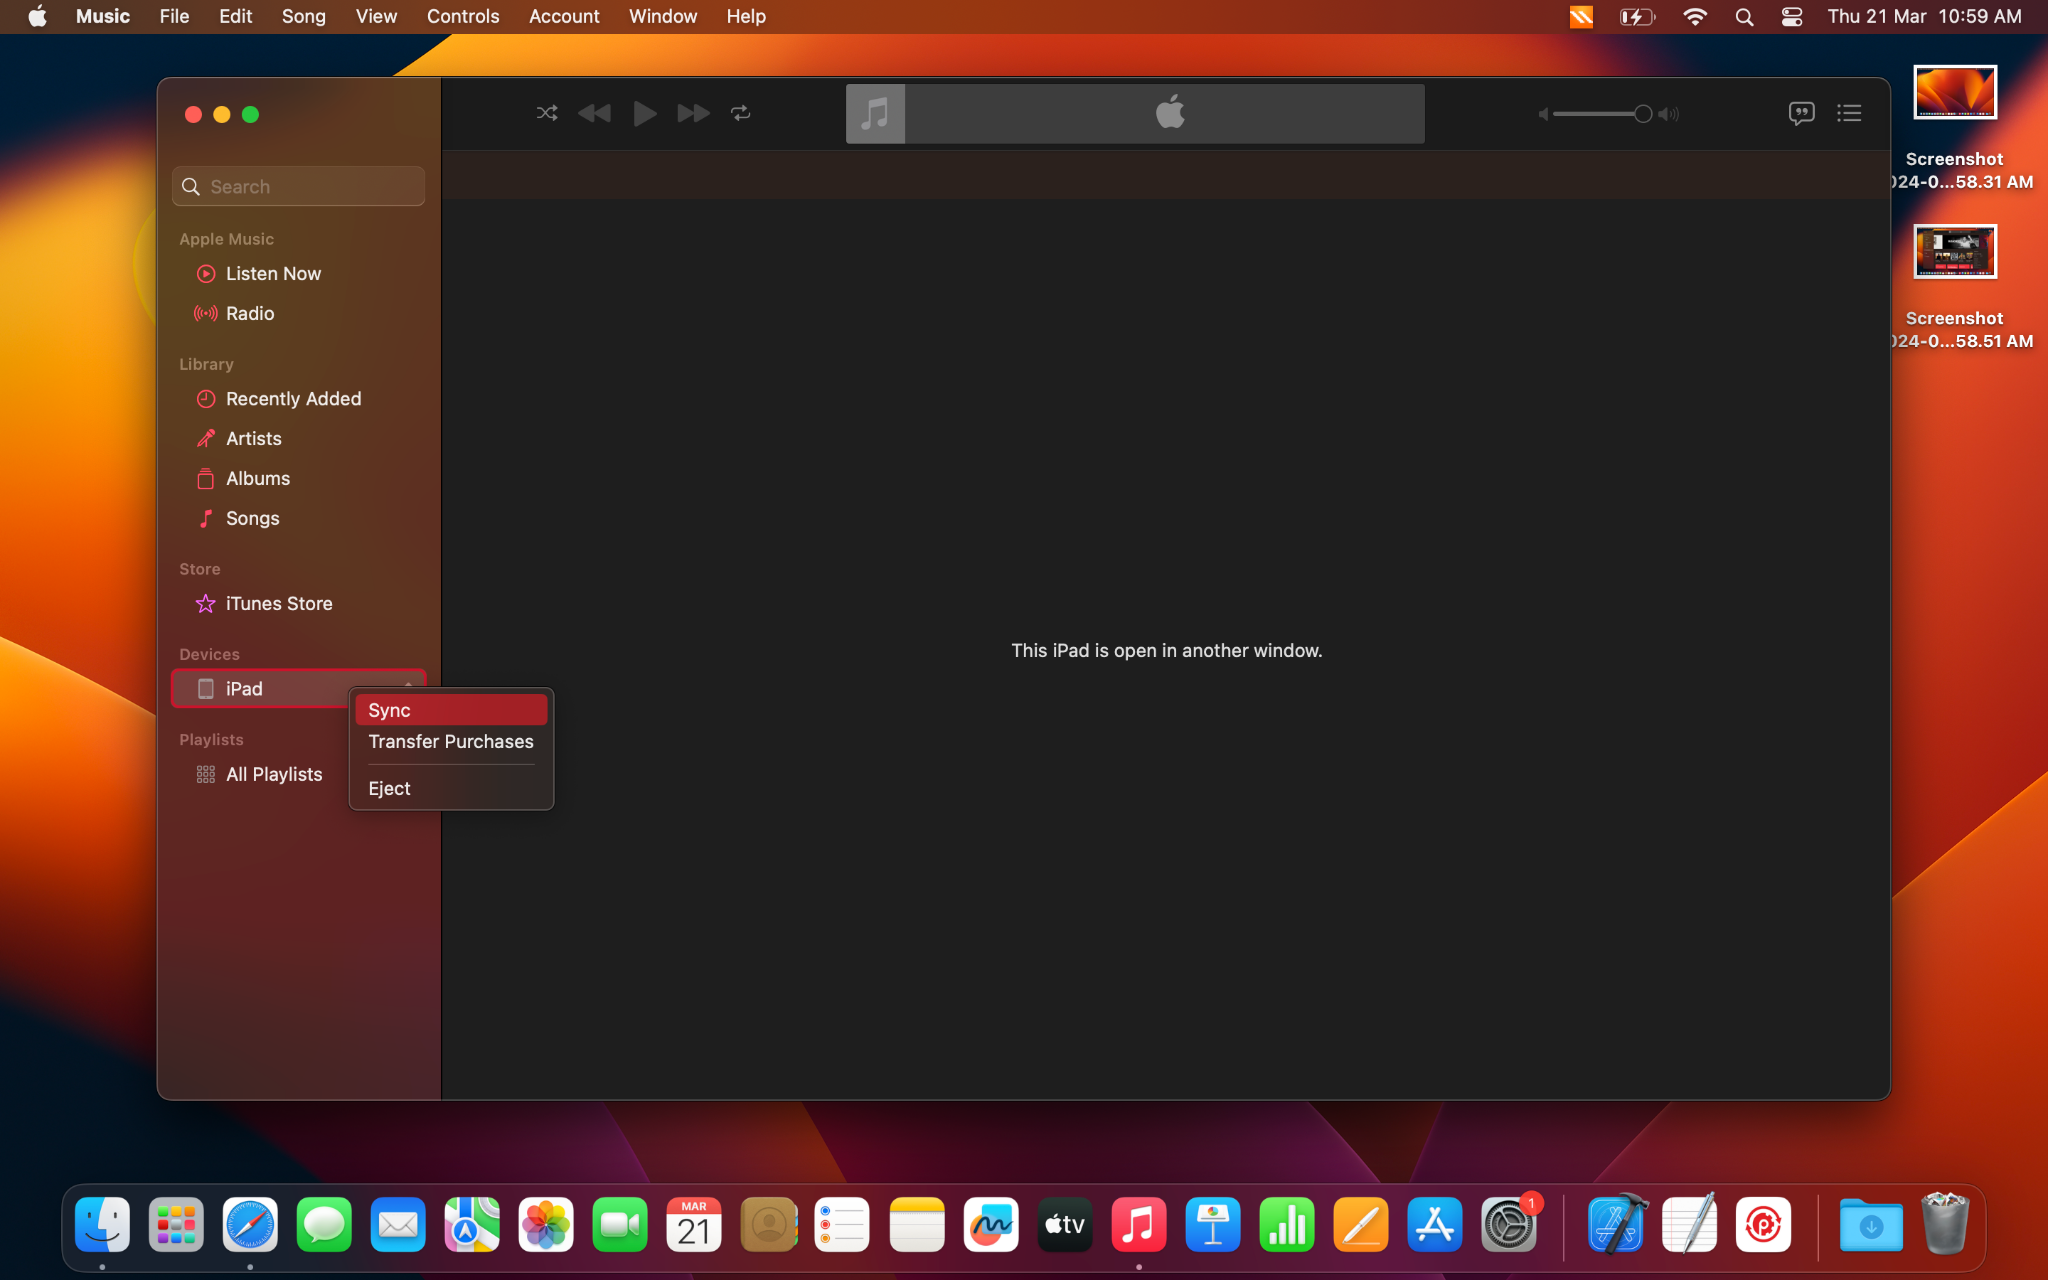 Music File Edit Song View Controls Account Window Help Thu 21 Mar 10:59 AM
Search
Apple Music
Listen Now
Radio
Library
Recently Added
Artists
Albums
Songs
Store
iTunes Store
Devices
iPad
Sync
Transfer Purchases
Eject
Playlists
All Playlists
This iPad is open in another window.
Screenshot
024-0...58.31 AM
Screenshot
024-0...58.51 AM
MAR
21
tv
1